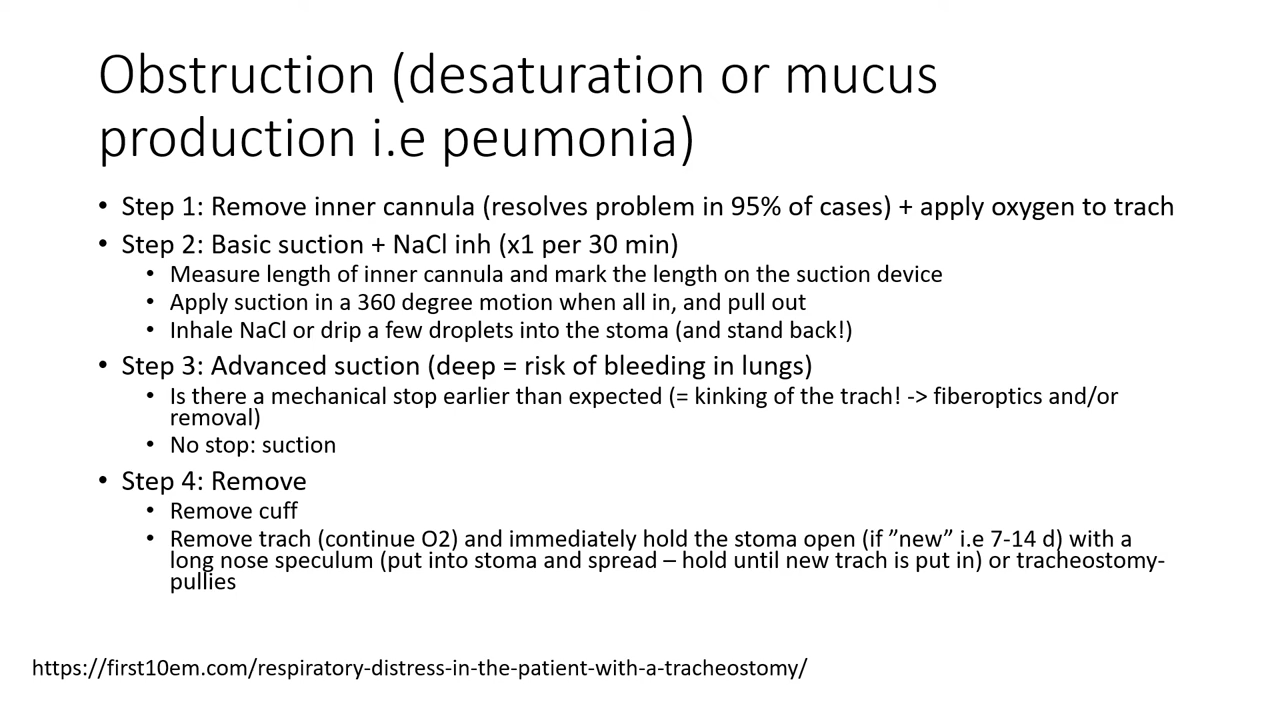 Obstruction (desaturation or mucus
production i.e peumonia)
• Step 1: Remove inner cannula (resolves problem in 95% of cases) + apply oxygen to trach
• Step 2: Basic suction + NaCl inh (x1 per 30 min)
• Measure length of inner cannula and mark the length on the suction device
• Apply suction in a 360 degree motion when all in, and pull out
• Inhale NaCl or drip a few droplets into the stoma (and stand back!)
• Step 3: Advanced suction (deep = risk of bleeding in lungs)
• Is there a mechanical stop earlier than expected (= kinking of the trach! -> fiberoptics and/or
removal)
• No stop: suction
• Step 4: Remove
• Remove cuff
• Remove trach (continue O2) and immediately hold the stoma open (if ”new” i.e 7-14 d) with a
long nose speculum (put into stoma and spread – hold until new trach is put in) or tracheostomy-
pullies
https://first10em.com/respiratory-distress-in-the-patient-with-a-tracheostomy/